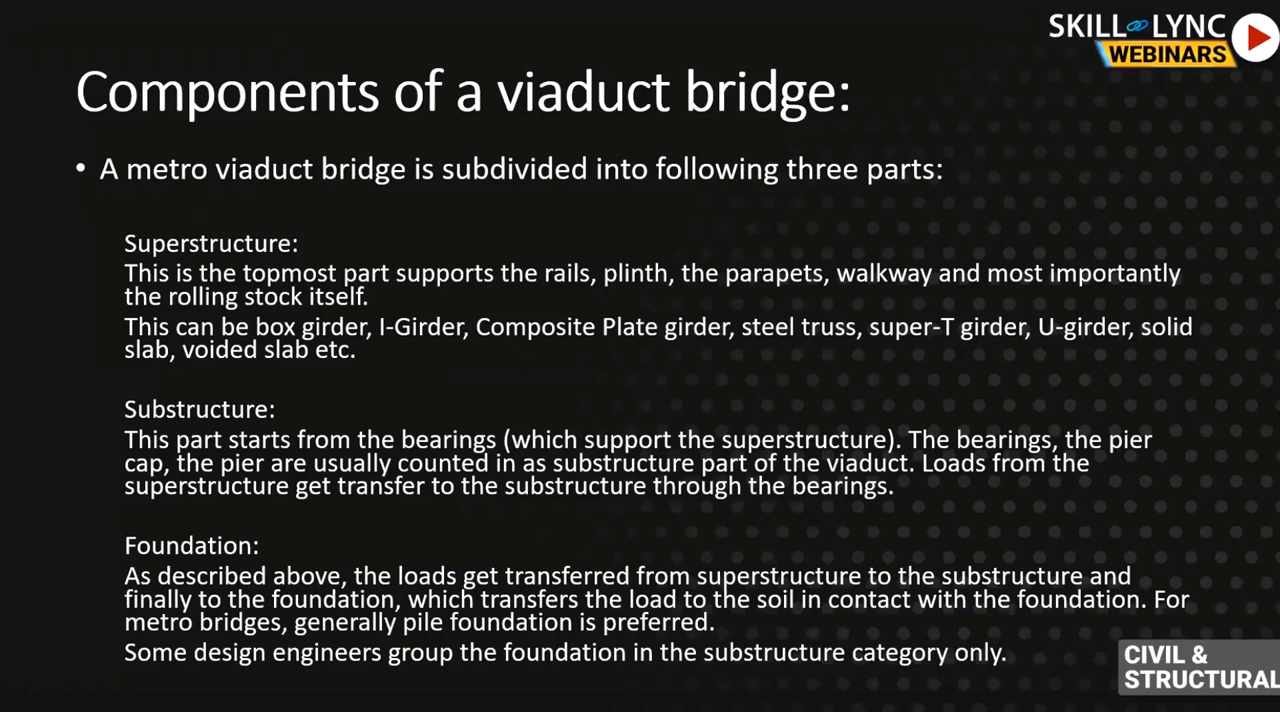 SKILL LYNC
WEBINARS
Components of a viaduct bridge:
• A metro viaduct bridge is subdivided into following three parts:
Superstructure:
This is the topmost part supports the rails, plinth, the parapets, walkway and most importantly
the rolling stock itself.
This can be box girder, I-Girder, Composite Plate girder, steel truss, super-T girder, U-girder, solid
slab, voided slab etc.
Substructure:
This part starts from the bearings (which support the superstructure). The bearings, the pier
cap, the pier are usually counted in as substructure part of the viaduct. Loads from the
superstructure get transfer to the substructure through the bearings.
Foundation:
As described above, the loads get transferred from superstructure to the substructure and
finally to the foundation, which transfers the load to the soil in contact with the foundation. For
metro bridges, generally pile foundation is preferred.
Some design engineers group the foundation in the substructure category only.
CIVIL &
STRUCTURAL